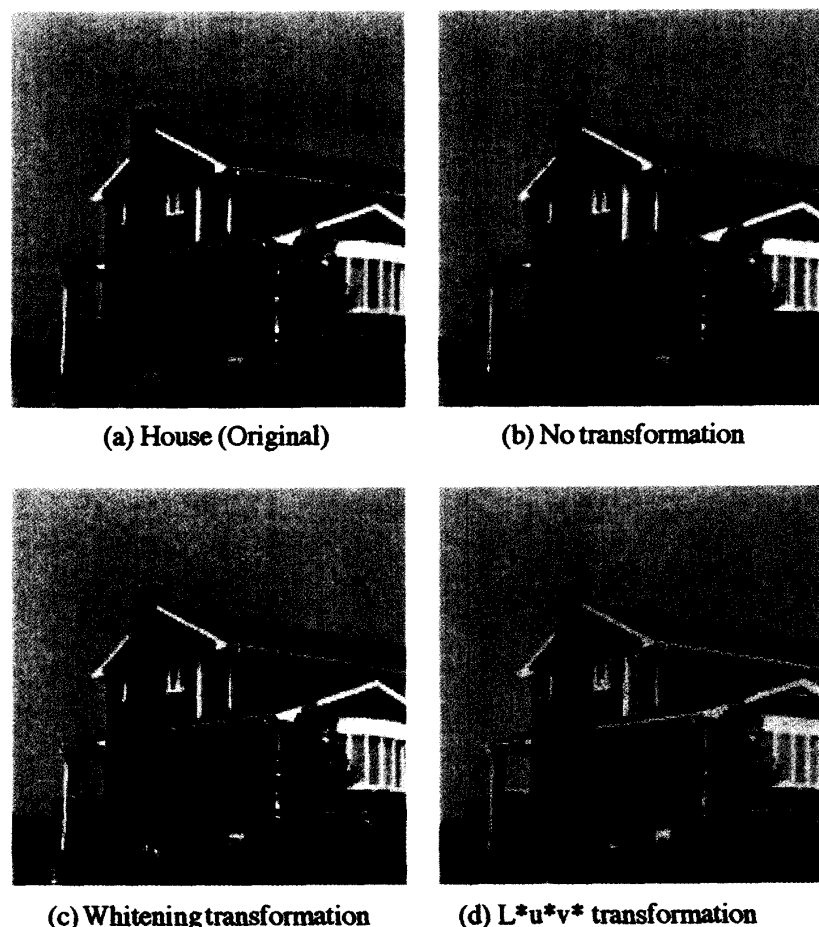 (a) House (Original)
(b) No transformation
(c) Whitening transformation
(d) L*u*v* transformation